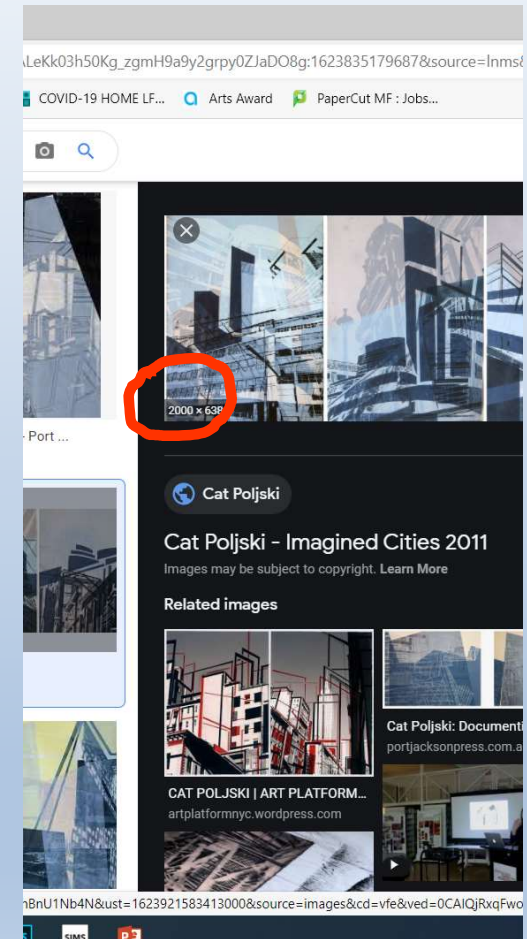 LeKk03h50Kg_zgmH9a9y2grpy0ZJaDO8g:1623835179687&source=lnms&
COVID-19 HOME LF... Arts Award PaperCut MF : Jobs...
2000 × 638
Port ...
Cat Poljski
Cat Poljski - Imagined Cities 2011
Images may be subject to copyright. Learn More
Related images
CAT POLJSKI | ART PLATFORM...
artplatformnyc.wordpress.com
Cat Poljski: Documenti
portjacksonpress.com.a
BnU1Nb4N&ust=1623921583413000&source=images&cd=vfe&ved=0CAIQjRxqFwo
SIMS